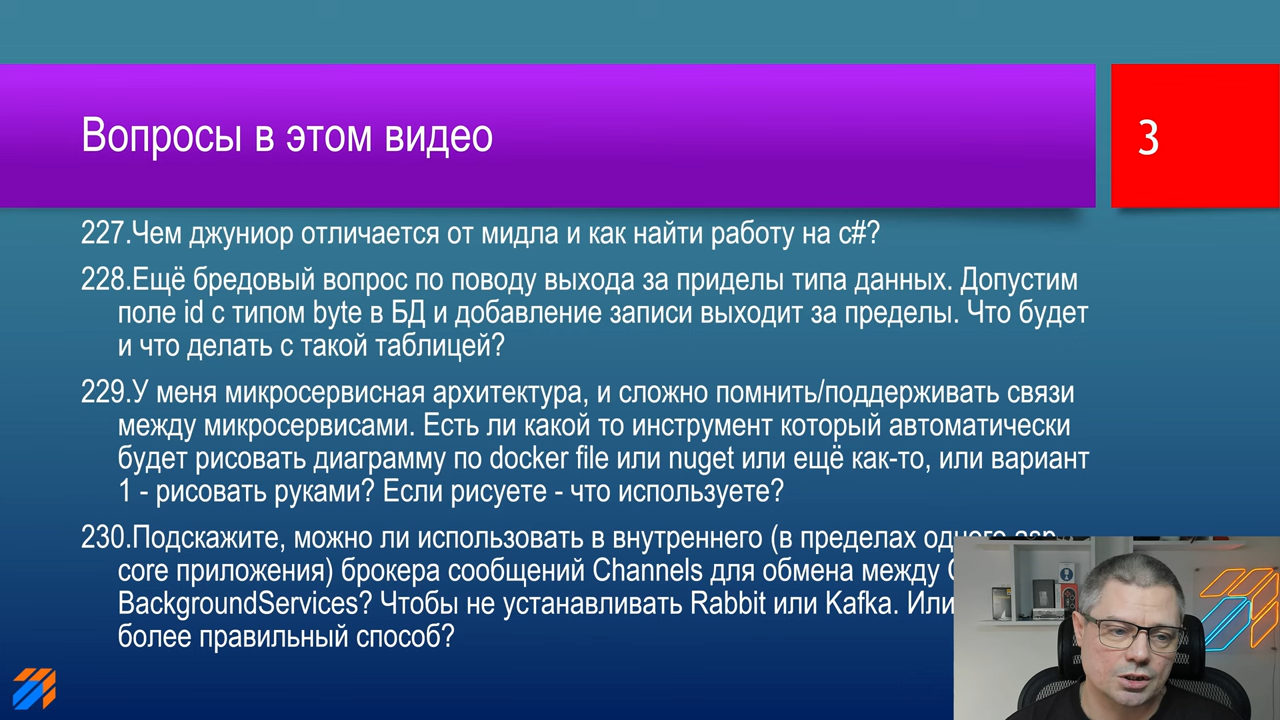 Вопросы в этом видео
3
227.Чем джуниор отличается от мидла и как найти работу на c#?
228.Ещё бредовый вопрос по поводу выхода за приделы типа данных. Допустим
поле id с типом byte в БД и добавление записи выходит за пределы. Что будет
и что делать с такой таблицей?
229.У меня микросервисная архитектура, и сложно помнить/поддерживать связи
между микросервисами. Есть ли какой то инструмент который автоматически
будет рисовать диаграмму по docker file или nuget или ещё как-то, или вариант
1 - рисовать руками? Если рисуете - что используете?
230.Подскажите, можно ли использовать в внутреннего (в пределах одного
core приложения) брокера сообщений Channels для обмена между
BackgroundServices? Чтобы не устанавливать Rabbit или Kafka. Или
более правильный способ?